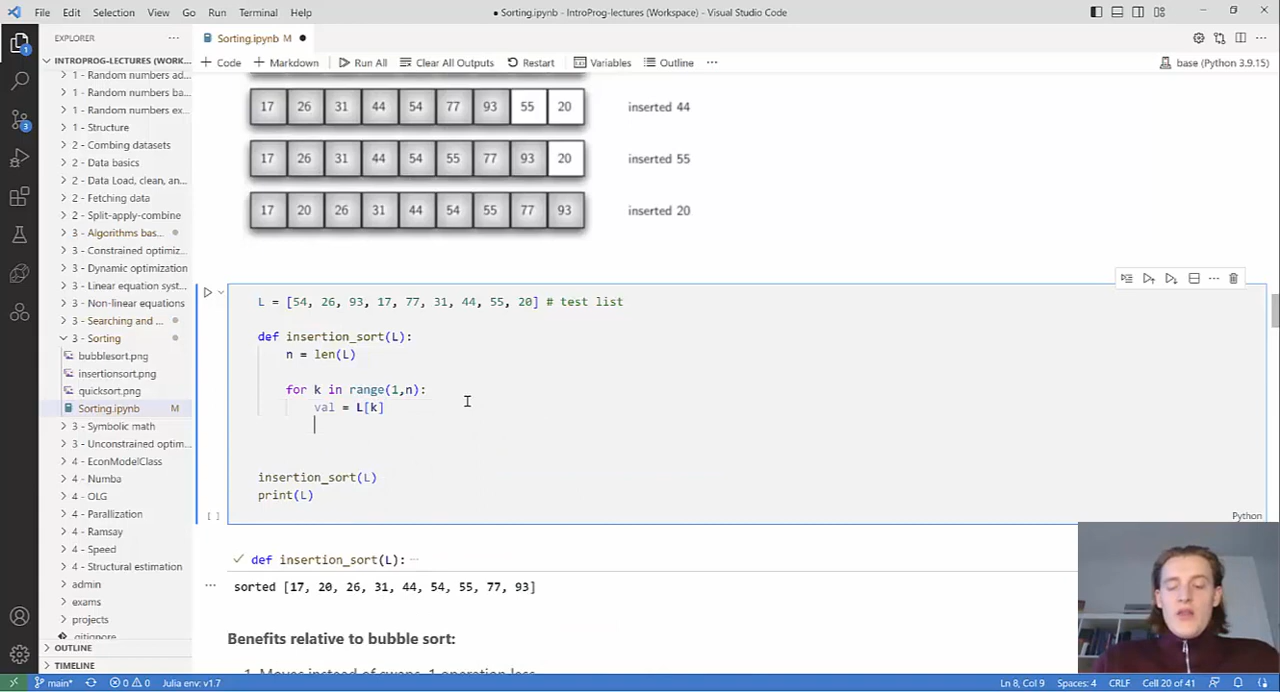 File Edit Selection View Go Run Terminal Help
● Sorting.ipynb - IntroProg-lectures (Workspace) - Visual Studio Code
EXPLORER ...
Sorting.ipynb M ●
INTROPROG-LECTURES (WORK...
+ Code + Markdown Run All Clear All Outputs Restart Variables Outline ... base (Python 3.9.15)
1 - Random numbers ad...
1 - Random numbers ba...
1 - Random numbers ex...
1 - Structure
2 - Combing datasets
2 - Data basics
2 - Data Load, clean, an...
2 - Fetching data
2 - Split-apply-combine
3 - Algorithms bas...
3 - Constrained optimiz...
3 - Dynamic optimization
3 - Linear equation syst...
3 - Non-linear equations
3 - Searching and ...
3 - Sorting
bubblesort.png
insertionsort.png
quicksort.png
Sorting.ipynb M
3 - Symbolic math
3 - Unconstrained optim...
4 - EconModelClass
4 - Numba
4 - OLG
4 - Parallization
4 - Ramsay
4 - Speed
4 - Structural estimation
admin
exams
projects
.gitignore
OUTLINE
TIMELINE
17 26 31 44 54 77 93 55 20 inserted 44
17 26 31 44 54 55 77 93 20 inserted 55
17 20 26 31 44 54 55 77 93 inserted 20
L = [54, 26, 93, 17, 77, 31, 44, 55, 20] # test list
def insertion_sort(L):
n = len(L)
for k in range(1,n):
val = L[k]
insertion_sort(L)
print(L)
[ ] Python
def insertion_sort(L): ...
... sorted [17, 20, 26, 31, 44, 54, 55, 77, 93]
Benefits relative to bubble sort:
1. Moves instead of swaps, 1 operation less
main* 0 0 Julia env: v1.7 Ln 8, Col 9 Spaces: 4 CRLF Cell 20 of 41